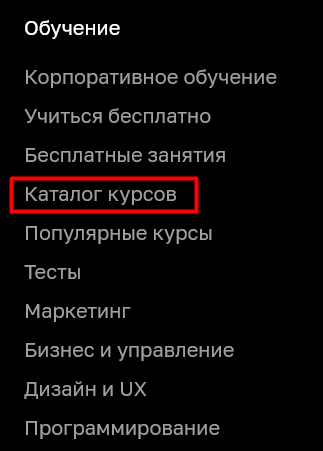 Обучение
Корпоративное обучение
Учиться бесплатно
Бесплатные занятия
Каталог курсов
Популярные курсы
Тесты
Маркетинг
Бизнес и управление
Дизайн и UX
Программирование